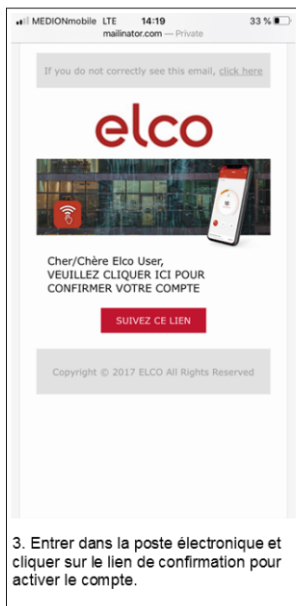 MEDIONmobile LTE 14:19 33 %
mailinator.com — Private
If you do not correctly see this email, click here
elco
Cher/Chère Elco User,
VEUILLEZ CLIQUER ICI POUR
CONFIRMER VOTRE COMPTE
SUIVEZ CE LIEN
Copyright © 2017 ELCO All Rights Reserved
3. Entrer dans la poste électronique et
cliquer sur le lien de confirmation pour
activer le compte.